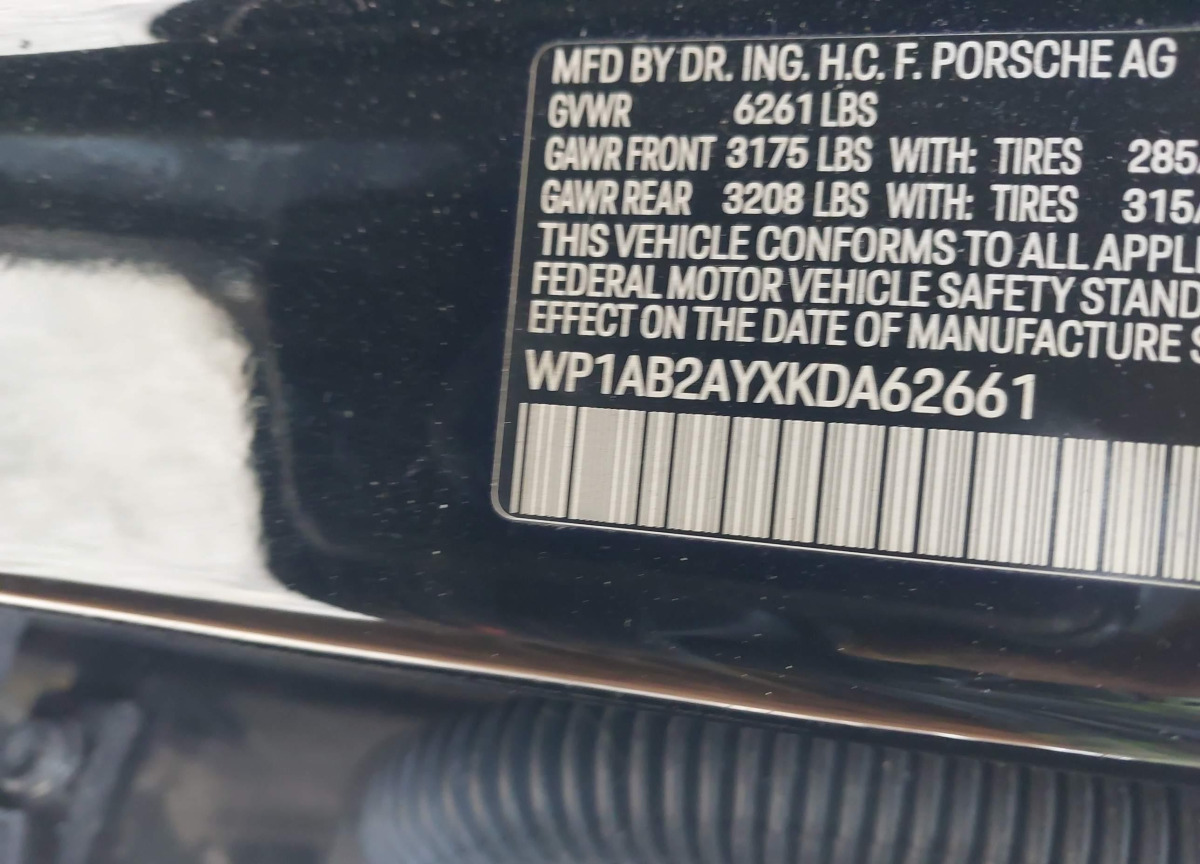 MFD BY DR. ING. H.C. F. PORSCHE AG
GVWR 6261 LBS
GAWR FRONT 3175 LBS WITH: TIRES 285/
GAWR REAR 3208 LBS WITH: TIRES 315/
THIS VEHICLE CONFORMS TO ALL APPLI
FEDERAL MOTOR VEHICLE SAFETY STAND
EFFECT ON THE DATE OF MANUFACTURE S
WP1AB2AYXKDA62661